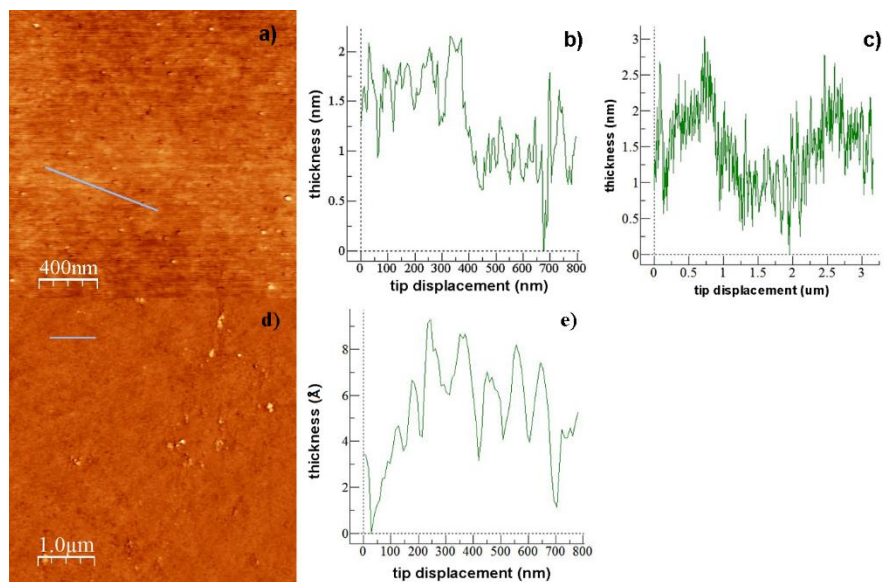 a)
400nm
b)
thickness (nm)
2
1.5
1
0.5
0
0 100 200 300 400 500 600 700 800
tip displacement (nm)
c)
thickness (nm)
3
2.5
2
1.5
1
0.5
0
0 0.5 1 1.5 2 2.5 3
tip displacement (um)
d)
1.0µm
e)
thickness (Å)
8
6
4
2
0
0 100 200 300 400 500 600 700 800
tip displacement (nm)